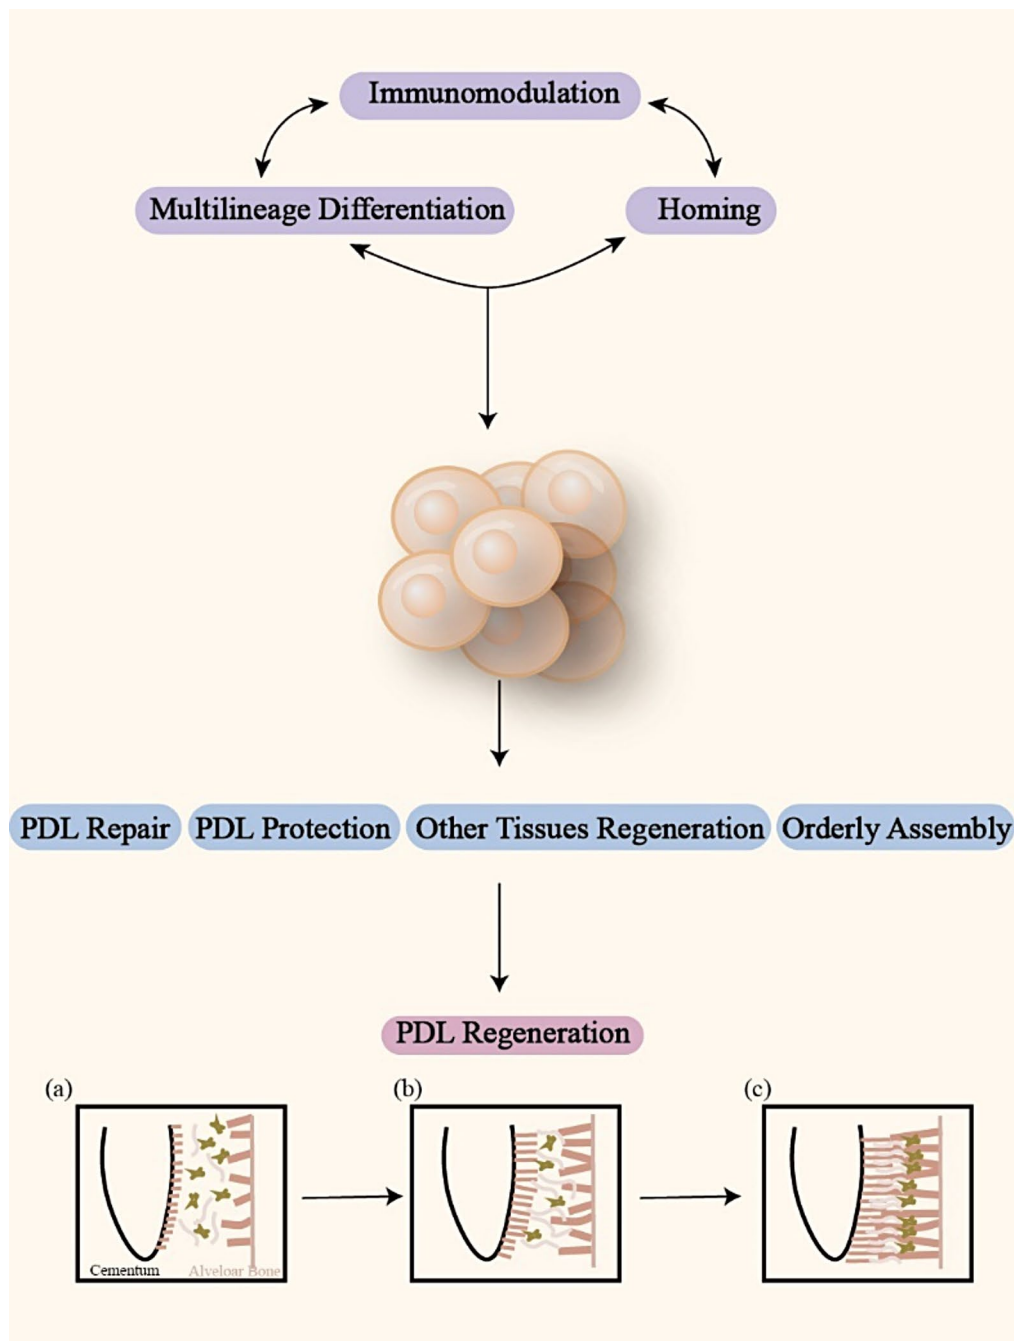 Immunomodulation
Multilineage Differentiation
Homing
PDL Repair
PDL Protection
Other Tissues Regeneration
Orderly Assembly
PDL Regeneration
(a)
(b)
(c)
Cementum
Alveloar Bone